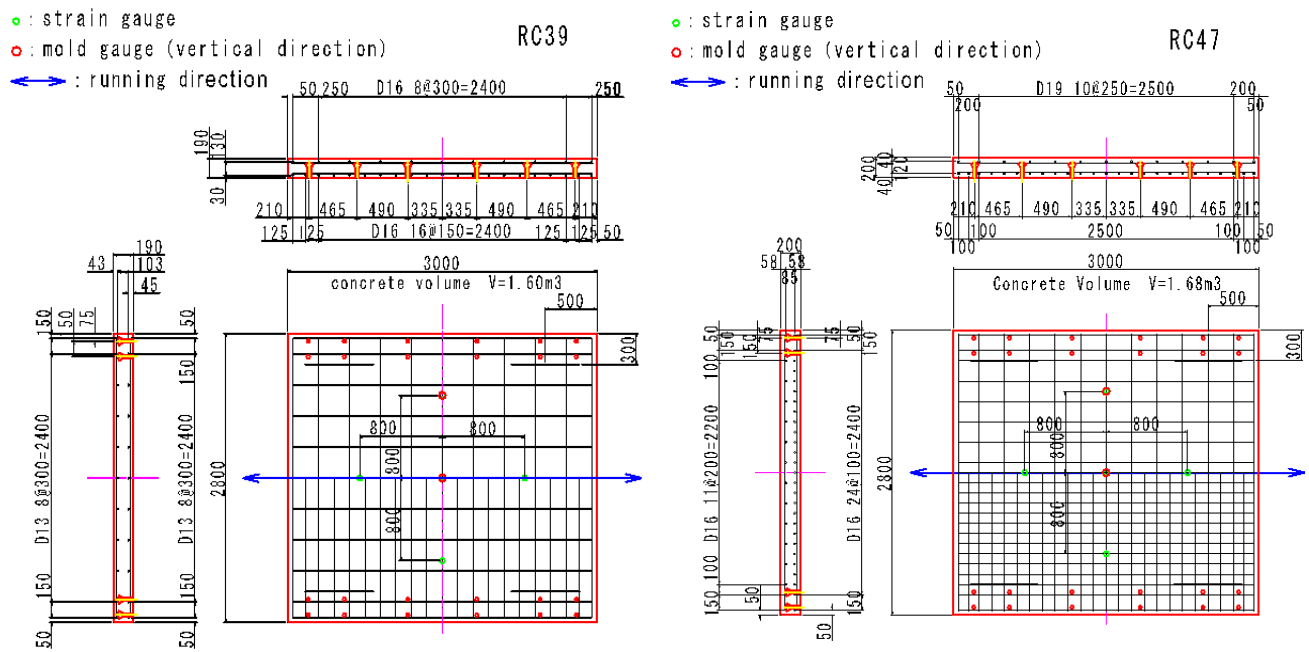 : strain gauge
RC39
: mold gauge (vertical direction)
: running direction
50 250 D16 8@300=2400 250
190
130
30
210 465 490 335 335 490 465 210
125 125 D16 16@150=2400 125 125 50
190
43 103
45
3000
concrete volume V=1.60m3
500
150 50 75 50
300
150 150
800 800
800
D13 8@300=2400
D13 8@300=2400
2800
800
150 150
50 50
: strain gauge
RC47
: mold gauge (vertical direction)
: running direction
50 D19 10@250=2500 200
200 50
200 40
120
40
210 465 490 335 335 490 465 210
50 100 2500 100 50
100 100
200
58 58
85
3000
Concrete Volume V=1.68m3
500
50 150 75 75 50
150
100 150
300
800 800
800
D16 11@200=2200
D16 24@100=2400
2800
800
100
150 50 150
50